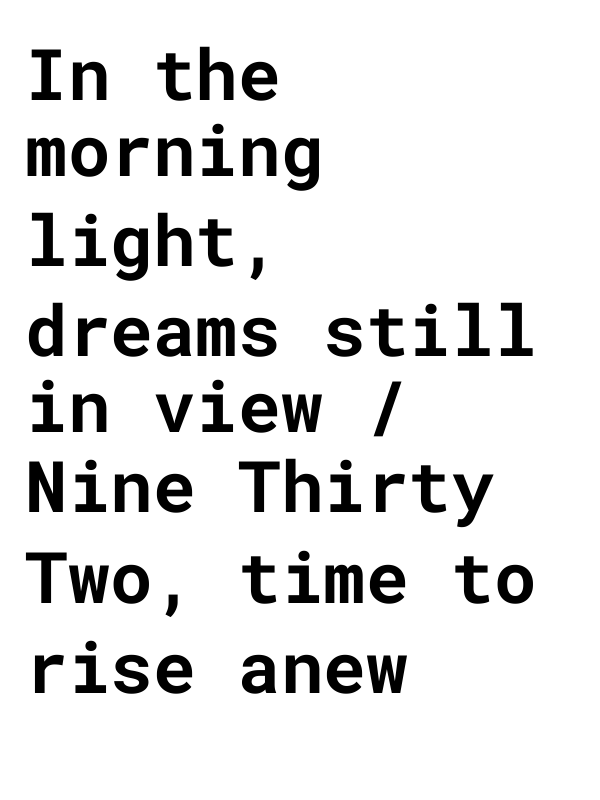 In the
morning
light,
dreams still
in view /
Nine Thirty
Two, time to
rise anew